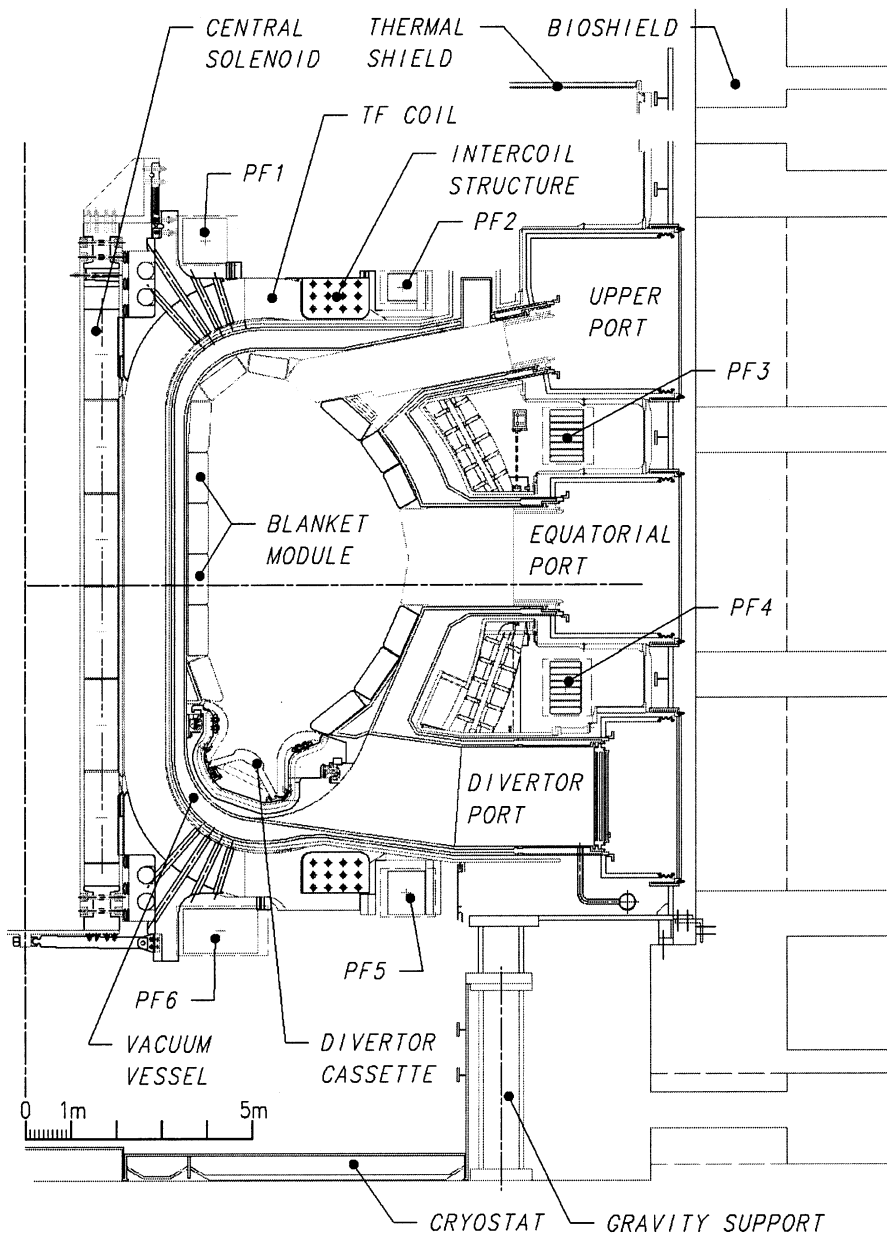 CENTRAL
SOLENOID
THERMAL
SHIELD
BIOSHIELD
TF COIL
PF1
INTERCOIL
STRUCTURE
PF2
UPPER
PORT
PF3
BLANKET
MODULE
EQUATORIAL
PORT
PF4
DIVERTOR
PORT
PF5
PF6
VACUUM
VESSEL
DIVERTOR
CASSETTE
0 1m 5m
CRYOSTAT
GRAVITY SUPPORT